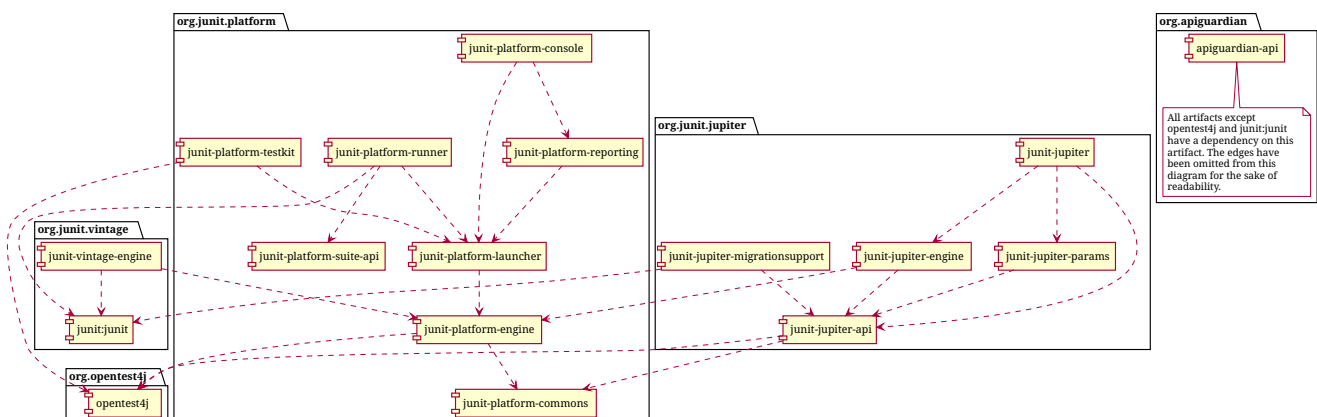 org.junit.platform
junit-platform-console
junit-platform-testkit
junit-platform-runner
junit-platform-reporting
junit-platform-suite-api
junit-platform-launcher
junit-platform-engine
junit-platform-commons
org.junit.jupiter
junit-jupiter
junit-jupiter-migrationsupport
junit-jupiter-engine
junit-jupiter-params
junit-jupiter-api
org.junit.vintage
junit-vintage-engine
junit:junit
org.opentest4j
opentest4j
org.apiguardian
apiguardian-api
All artifacts except
opentest4j and junit:junit
have a dependency on this
artifact. The edges have
been omitted from this
diagram for the sake of
readability.